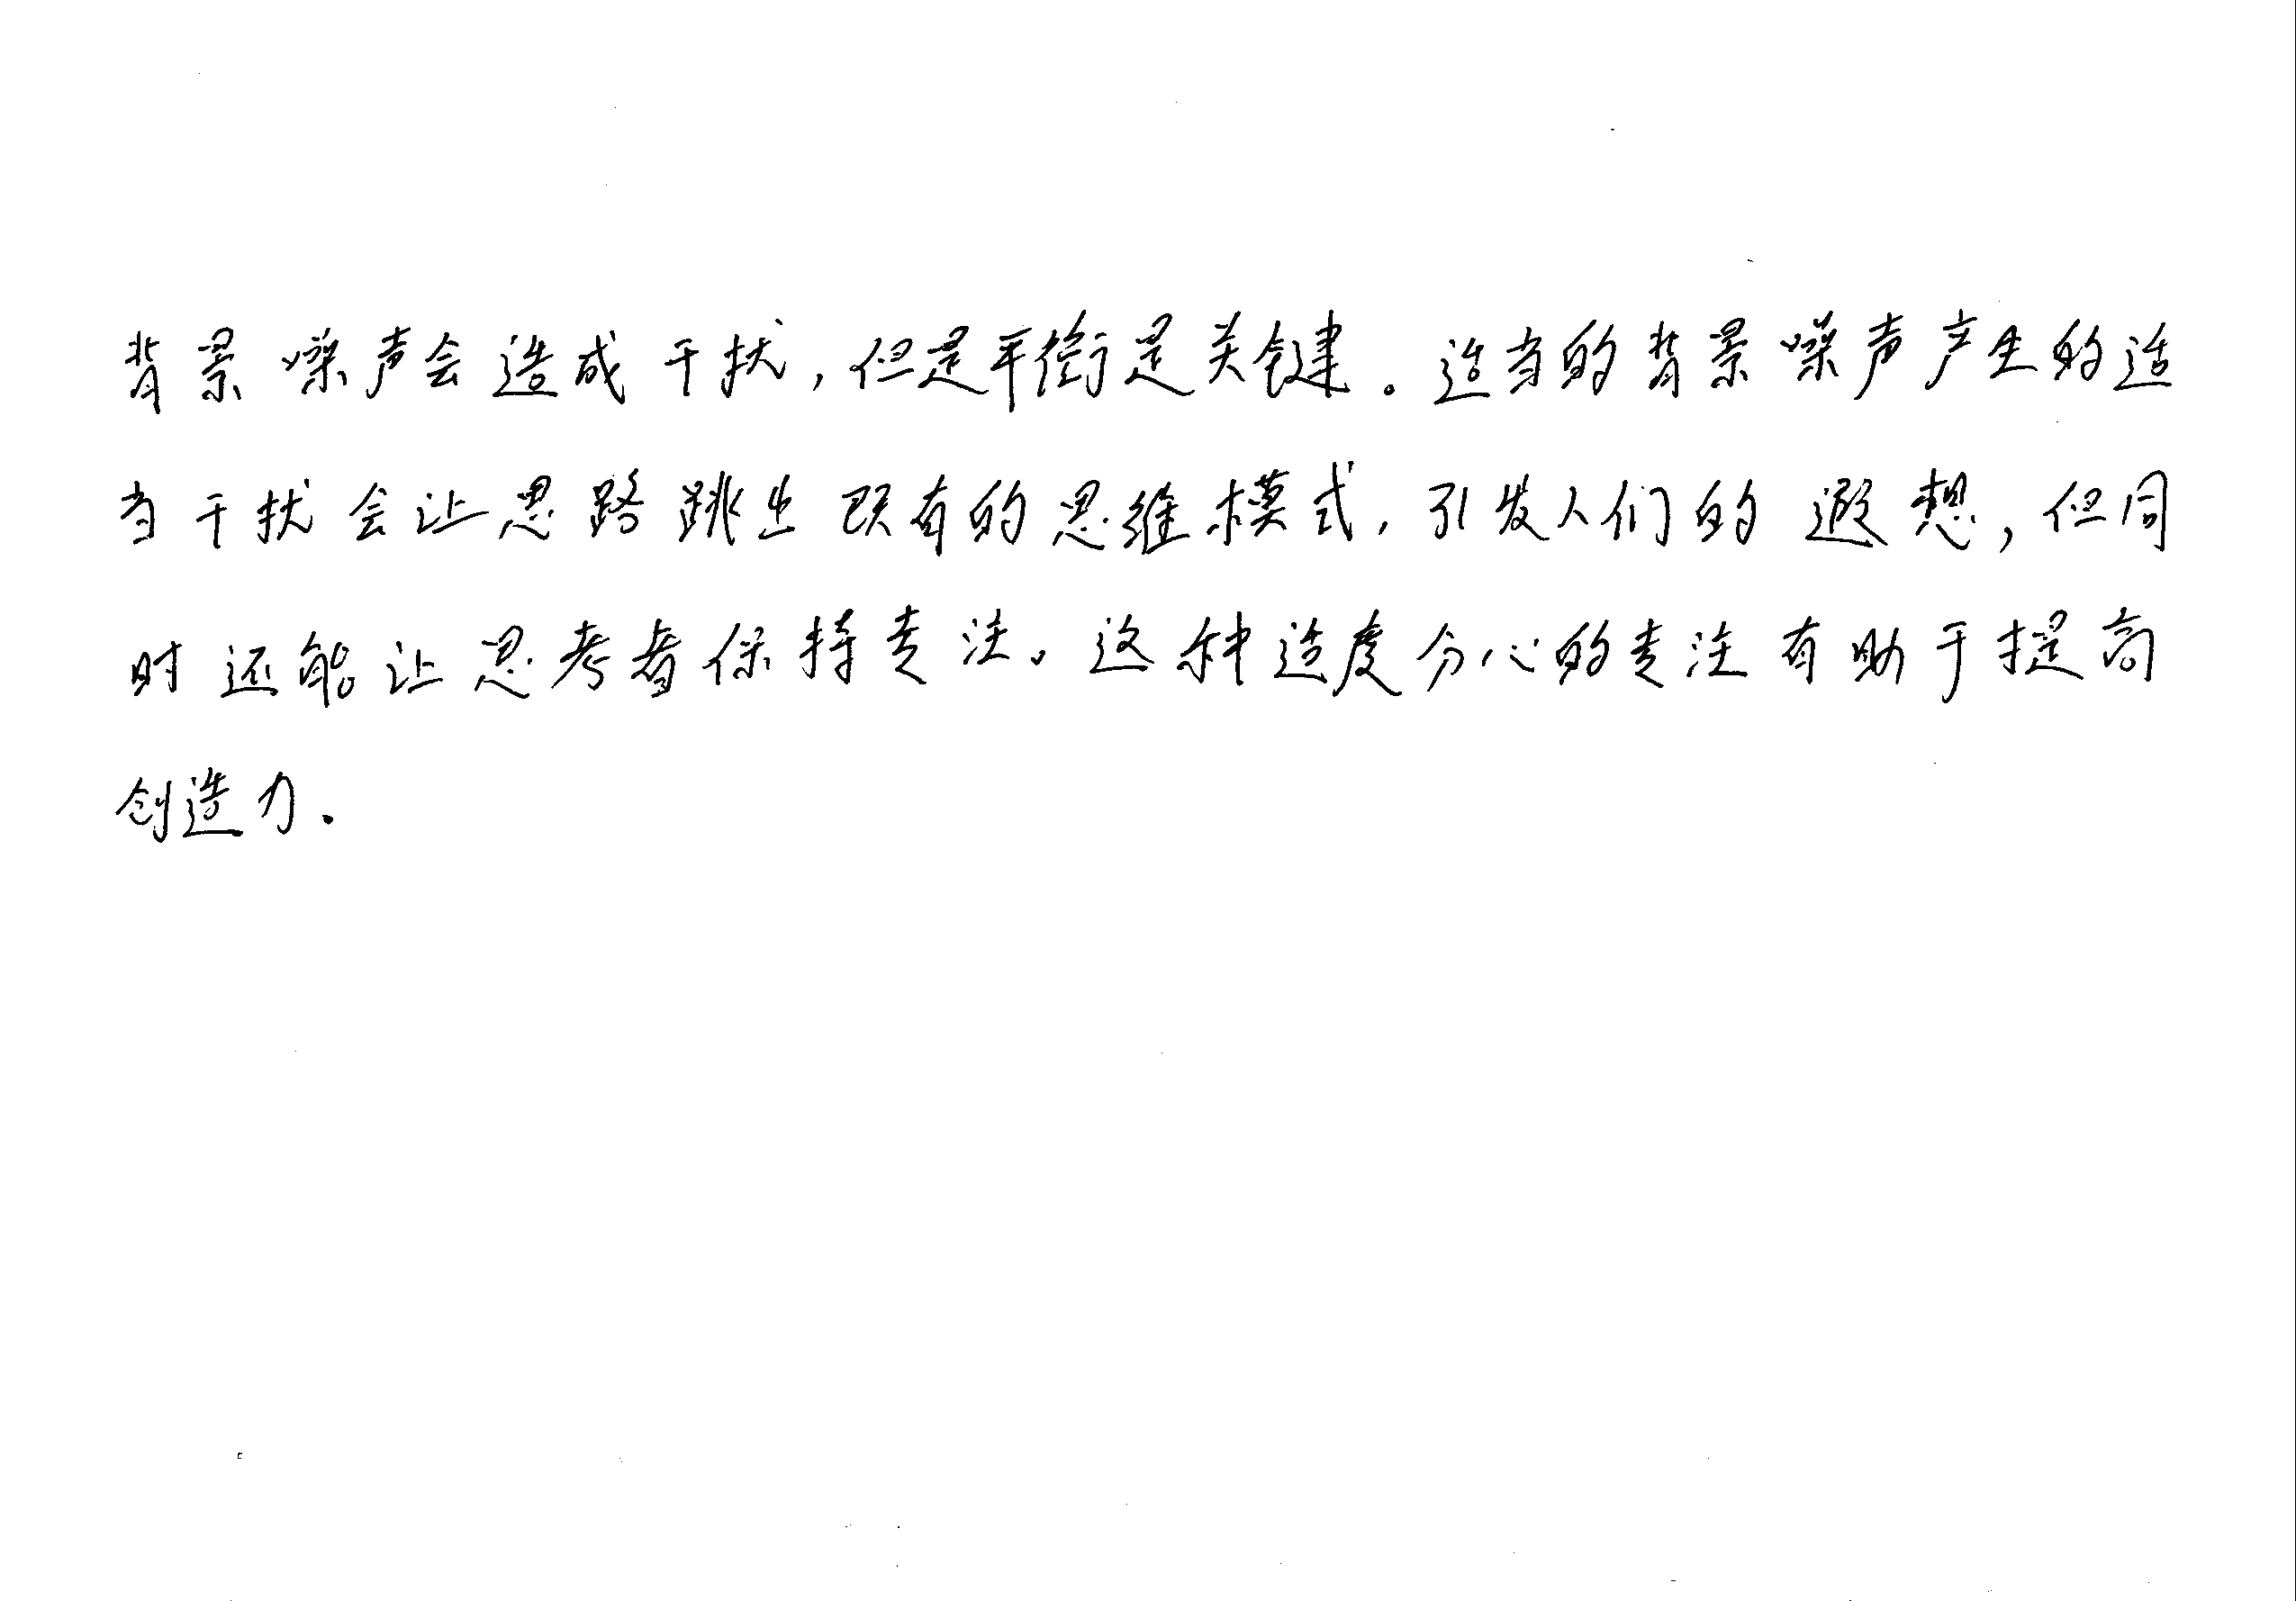 背景噪声会造成干扰,但是平衡是关键。适当的背景噪声产生的适
当干扰会让思路跳出既有的思维模式,引发人们的遐想,但同
时还能让思考者保持专注。这种适度分心的专注有助于提高
创造力.